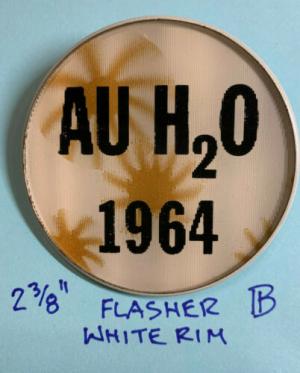 AU H₂O
1964
2 3/8" FLASHER B
WHITE RIM